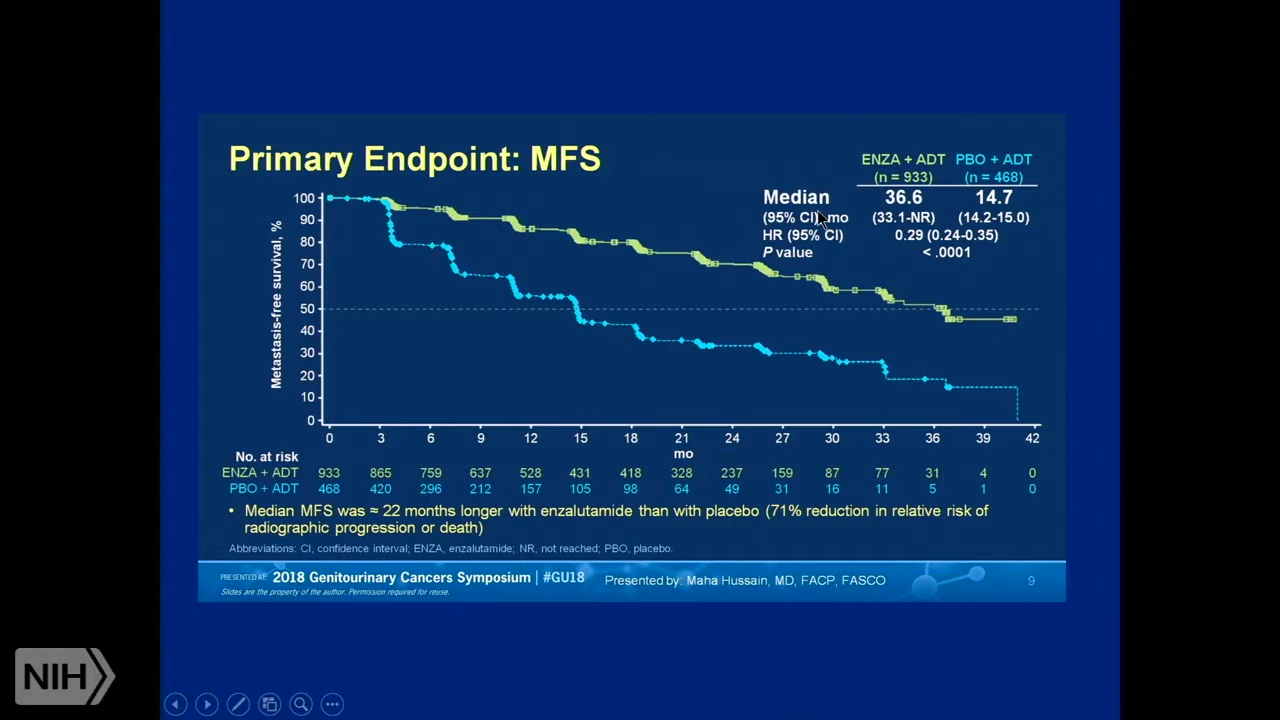 Primary Endpoint: MFS
ENZA + ADT PBO + ADT
(n = 933) (n = 468)
Median 36.6 14.7
(95% CI), mo (33.1-NR) (14.2-15.0)
HR (95% CI) 0.29 (0.24-0.35)
P value < .0001
Metastasis-free survival, %
100
90
80
70
60
50
40
30
20
10
0
0 3 6 9 12 15 18 21 24 27 30 33 36 39 42
mo
No. at risk
ENZA + ADT 933 865 759 637 528 431 418 328 237 159 87 77 31 4 0
PBO + ADT 468 420 296 212 157 105 98 64 49 31 16 11 5 1 0
• Median MFS was ≈ 22 months longer with enzalutamide than with placebo (71% reduction in relative risk of
radiographic progression or death)
Abbreviations: CI, confidence interval; ENZA, enzalutamide; NR, not reached; PBO, placebo.
PRESENTED AT: 2018 Genitourinary Cancers Symposium | #GU18 Presented by: Maha Hussain, MD, FACP, FASCO 9
Slides are the property of the author. Permission required for reuse.
NIH